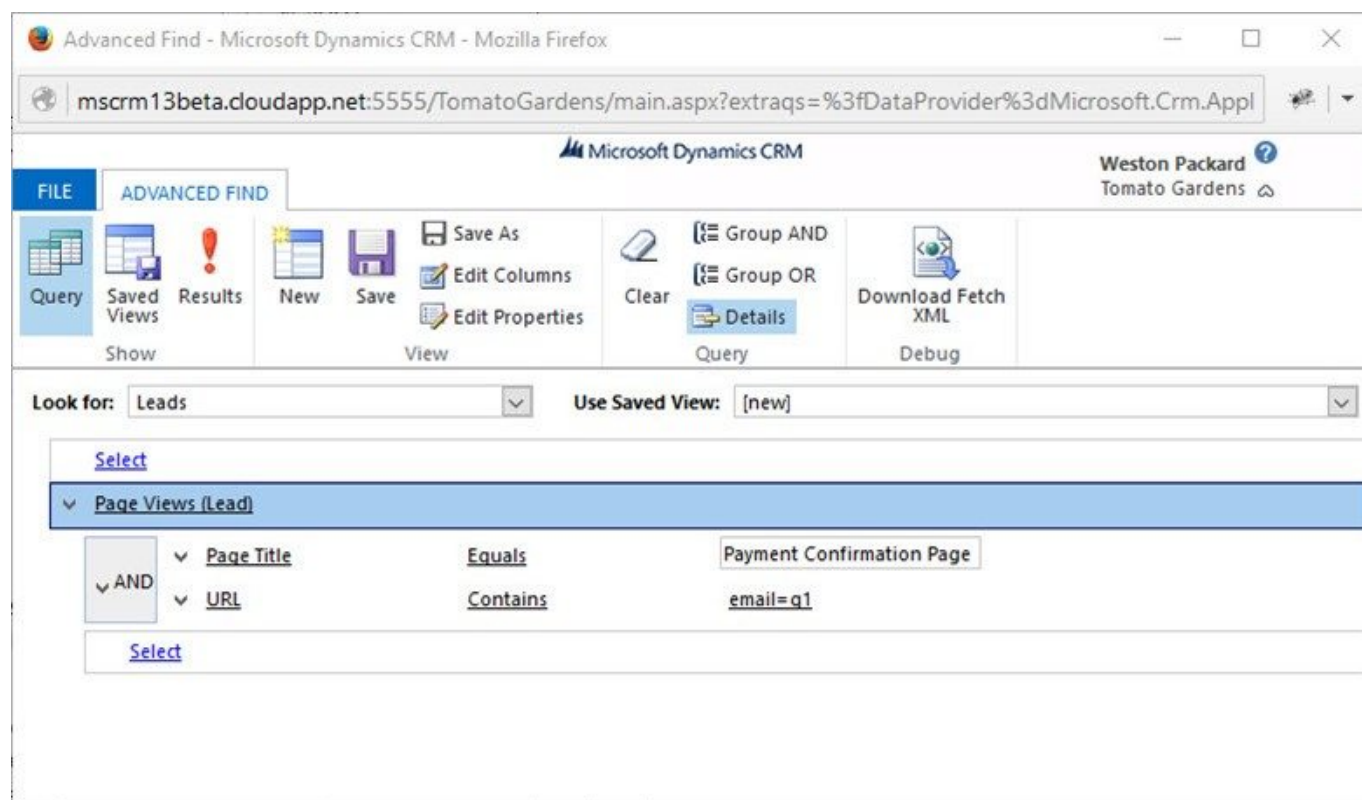 Advanced Find - Microsoft Dynamics CRM - Mozilla Firefox
mscrm13beta.cloudapp.net:5555/TomatoGardens/main.aspx?extraqs=%3fDataProvider%3dMicrosoft.Crm.Appl
Microsoft Dynamics CRM
Weston Packard
Tomato Gardens
FILE ADVANCED FIND
Query
Saved Views
Results
Show
New
Save
Save As
Edit Columns
Edit Properties
View
Clear
Group AND
Group OR
Details
Query
Download Fetch XML
Debug
Look for: Leads Use Saved View: [new]
Select
Page Views (Lead)
AND
Page Title Equals Payment Confirmation Page
URL Contains email=q1
Select